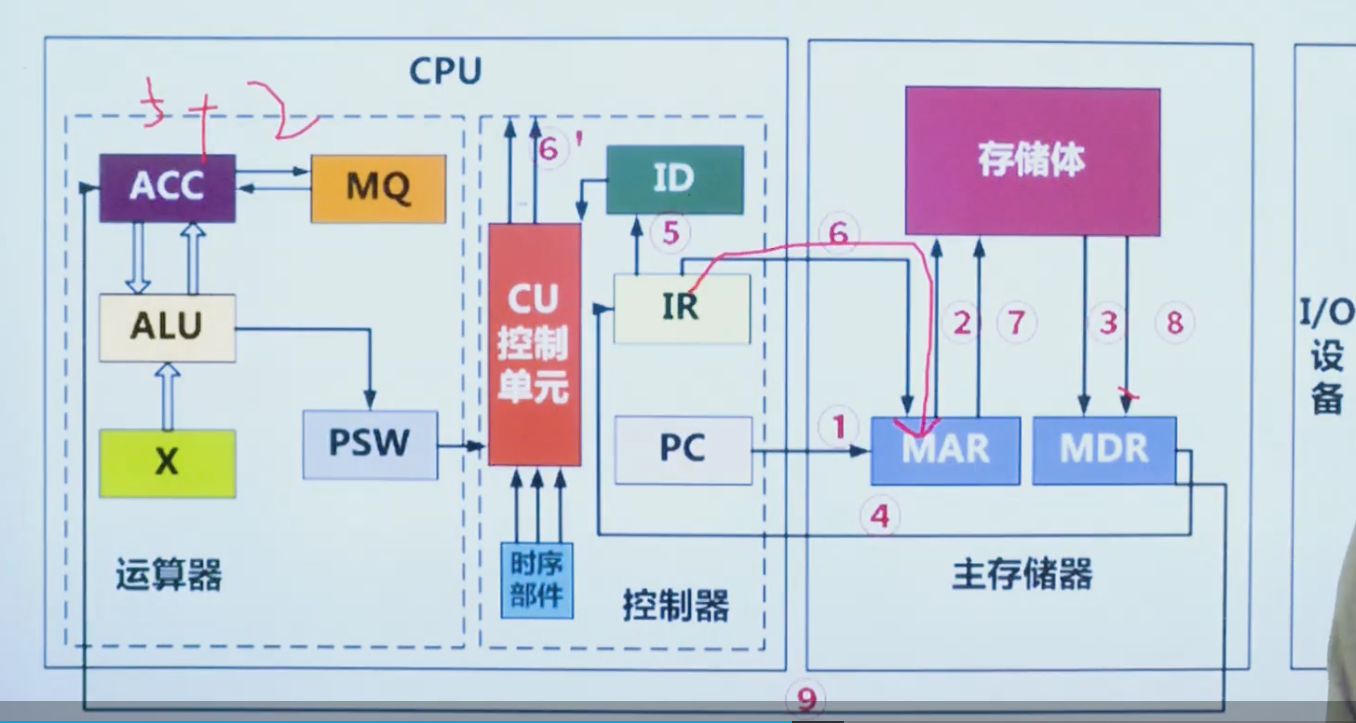 CPU
ACC
MQ
ALU
X
PSW
运算器
⑥'
ID
⑤
CU
控制
单元
IR
PC
时序
部件
控制器
⑥
①
④
⑨
存储体
②
⑦
③
⑧
MAR
MDR
主存储器
I/O
设
备